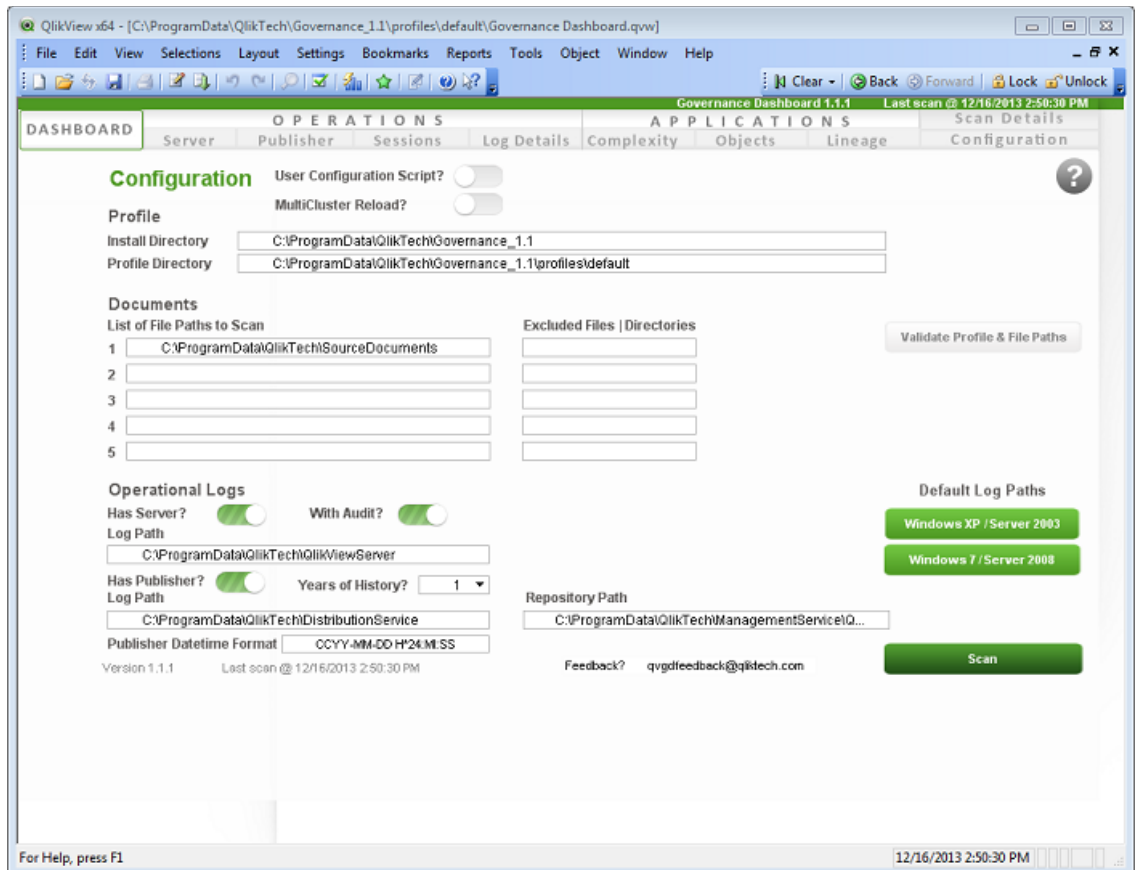 QlikView x64 - [C:\ProgramData\QlikTech\Governance_1.1\profiles\default\Governance Dashboard.qvw]
File Edit View Selections Layout Settings Bookmarks Reports Tools Object Window Help
Clear Back Forward Lock Unlock
Governance Dashboard 1.1.1 Last scan @ 12/16/2013 2:50:30 PM
DASHBOARD OPERATIONS APPLICATIONS Scan Details
Server Publisher Sessions Log Details Complexity Objects Lineage Configuration
Configuration User Configuration Script? ?
MultiCluster Reload?
Profile
Install Directory C:\ProgramData\QlikTech\Governance_1.1
Profile Directory C:\ProgramData\QlikTech\Governance_1.1\profiles\default
Documents
List of File Paths to Scan Excluded Files | Directories
1 C:\ProgramData\QlikTech\SourceDocuments Validate Profile & File Paths
2
3
4
5
Operational Logs Default Log Paths
Has Server? With Audit? Windows XP / Server 2003
Log Path
C:\ProgramData\QlikTech\QlikViewServer Windows 7 / Server 2008
Has Publisher? Years of History? 1
Log Path Repository Path
C:\ProgramData\QlikTech\DistributionService C:\ProgramData\QlikTech\ManagementService\Q...
Publisher Datetime Format CCYY-MM-DD H*24:MI:SS
Version 1.1.1 Last scan @ 12/16/2013 2:50:30 PM Feedback? qvgdfeedback@qliktech.com Scan
For Help, press F1 12/16/2013 2:50:30 PM